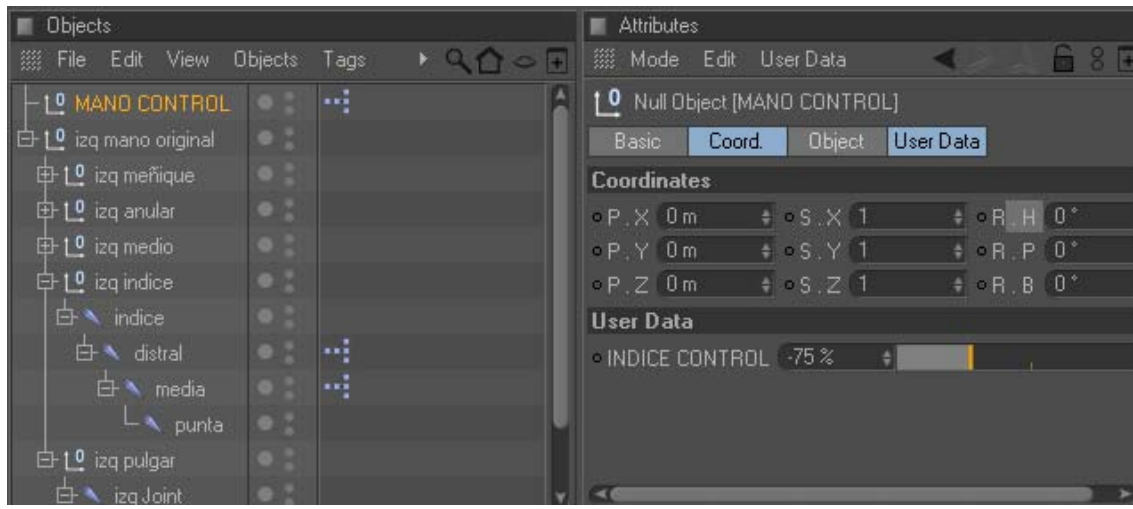 Objects
File Edit View Objects Tags
MANO CONTROL
izq mano original
izq meñique
izq anular
izq medio
izq indice
indice
distral
media
punta
izq pulgar
izq Joint
Attributes
Mode Edit User Data
Null Object [MANO CONTROL]
Basic Coord. Object User Data
Coordinates
P . X 0 m S . X 1 R . H 0 °
P . Y 0 m S . Y 1 R . P 0 °
P . Z 0 m S . Z 1 R . B 0 °
User Data
INDICE CONTROL -75 %